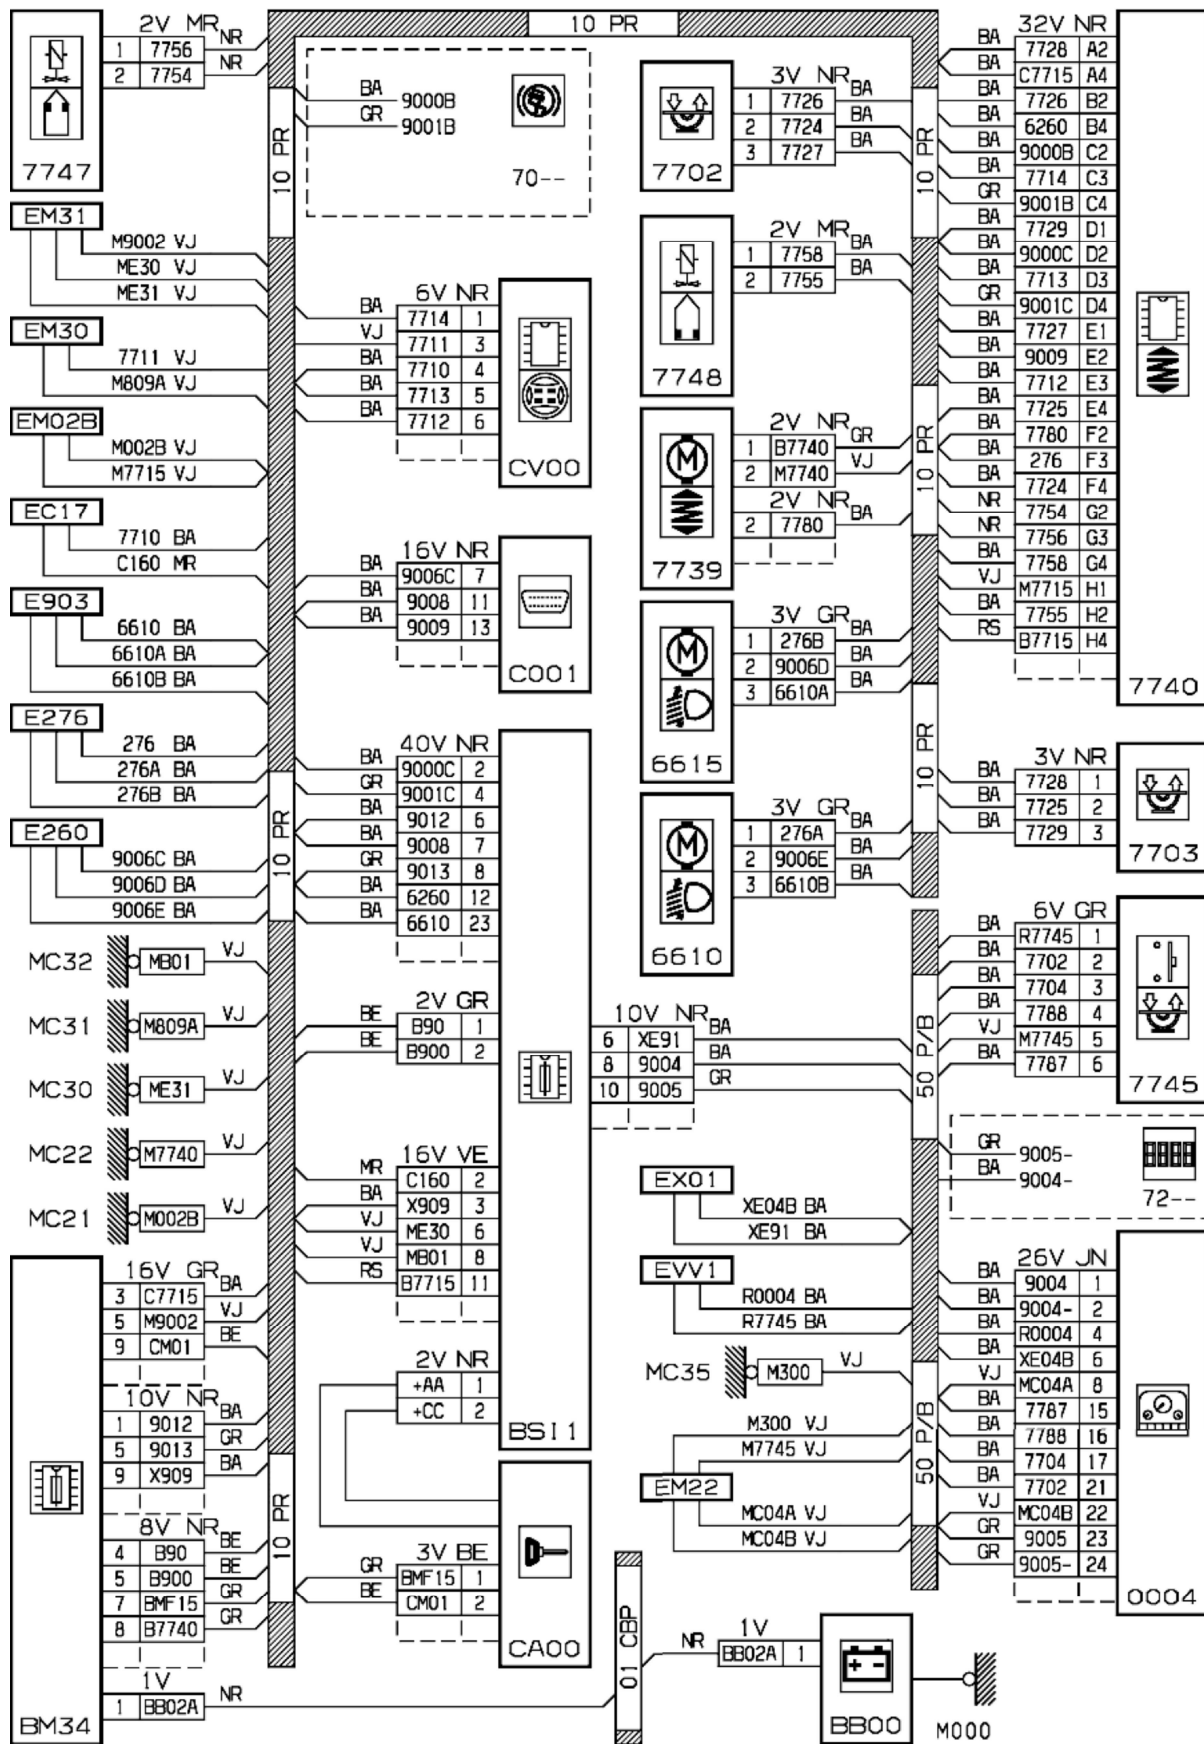 10 PR
2V MR
NR
1 7756
NR
2 7754
7747
10 PR
BA
9000B
GR
9001B
70--
3V NR
1 7726 BA
2 7724 BA
3 7727 BA
7702
10 PR
32V NR
BA 7728 A2
BA C7715 A4
BA 7726 B2
BA 6260 B4
BA 9000B C2
BA 7714 C3
GR 9001B C4
BA 7729 D1
BA 9000C D2
BA 7713 D3
GR 9001C D4
BA 7727 E1
BA 9009 E2
BA 7712 E3
BA 7725 E4
BA 7780 F2
BA 276 F3
BA 7724 F4
NR 7754 G2
NR 7756 G3
BA 7758 G4
VJ M7715 H1
BA 7755 H2
RS B7715 H4
7740
EM31
M9002 VJ
ME30 VJ
ME31 VJ
EM30
7711 VJ
M809A VJ
EM02B
M002B VJ
M7715 VJ
EC17
7710 BA
C160 MR
E903
6610 BA
6610A BA
6610B BA
E276
276 BA
276A BA
276B BA
E260
9006C BA
9006D BA
9006E BA
10 PR
6V NR
BA 7714 1
VJ 7711 3
BA 7710 4
BA 7713 5
BA 7712 6
CV00
2V MR
1 7758 BA
2 7755 BA
7748
2V NR
1 B7740 GR
2 M7740 VJ
2V NR
2 7780 BA
7739
10 PR
16V NR
BA 9006C 7
BA 9008 11
BA 9009 13
C001
3V GR
1 276B BA
2 9006D BA
3 6610A BA
6615
10 PR
3V NR
BA 7728 1
BA 7725 2
BA 7729 3
7703
40V NR
BA 9000C 2
GR 9001C 4
BA 9012 6
BA 9008 7
GR 9013 8
BA 6260 12
BA 6610 23
3V GR
1 276A BA
2 9006E BA
3 6610B BA
6610
6V GR
BA R7745 1
BA 7702 2
BA 7704 3
BA 7788 4
VJ M7745 5
BA 7787 6
7745
MC32 MB01 VJ
MC31 M809A VJ
MC30 ME31 VJ
MC22 M7740 VJ
MC21 M002B VJ
2V GR
BE B90 1
BE B900 2
10V NR
6 XE91 BA
8 9004 BA
10 9005 GR
50 P/B
GR 9005-
BA 9004-
72--
16V VE
MR C160 2
BA X909 3
VJ ME30 6
VJ MB01 8
RS B7715 11
EX01
XE04B BA
XE91 BA
EVV1
R0004 BA
R7745 BA
MC35 M300 VJ
M300 VJ
M7745 VJ
EM22
MC04A VJ
MC04B VJ
50 P/B
26V JN
BA 9004 1
BA 9004- 2
BA R0004 4
BA XE04B 6
VJ MC04A 8
BA 7787 15
BA 7788 16
BA 7704 17
BA 7702 21
VJ MC04B 22
GR 9005 23
GR 9005- 24
0004
16V GR
3 C7715 BA
5 M9002 VJ
9 CM01 BE
10V NR
1 9012 BA
5 9013 GR
9 X909 BA
8V NR
4 B90 BE
5 B900 BE
7 BMF15 GR
8 B7740 GR
1V
1 BB02A NR
BM34
10 PR
2V NR
+AA 1
+CC 2
BSI1
3V BE
GR BMF15 1
BE CM01 2
CA00
01 CBP
1V
NR BB02A 1
+ -
BB00
M000